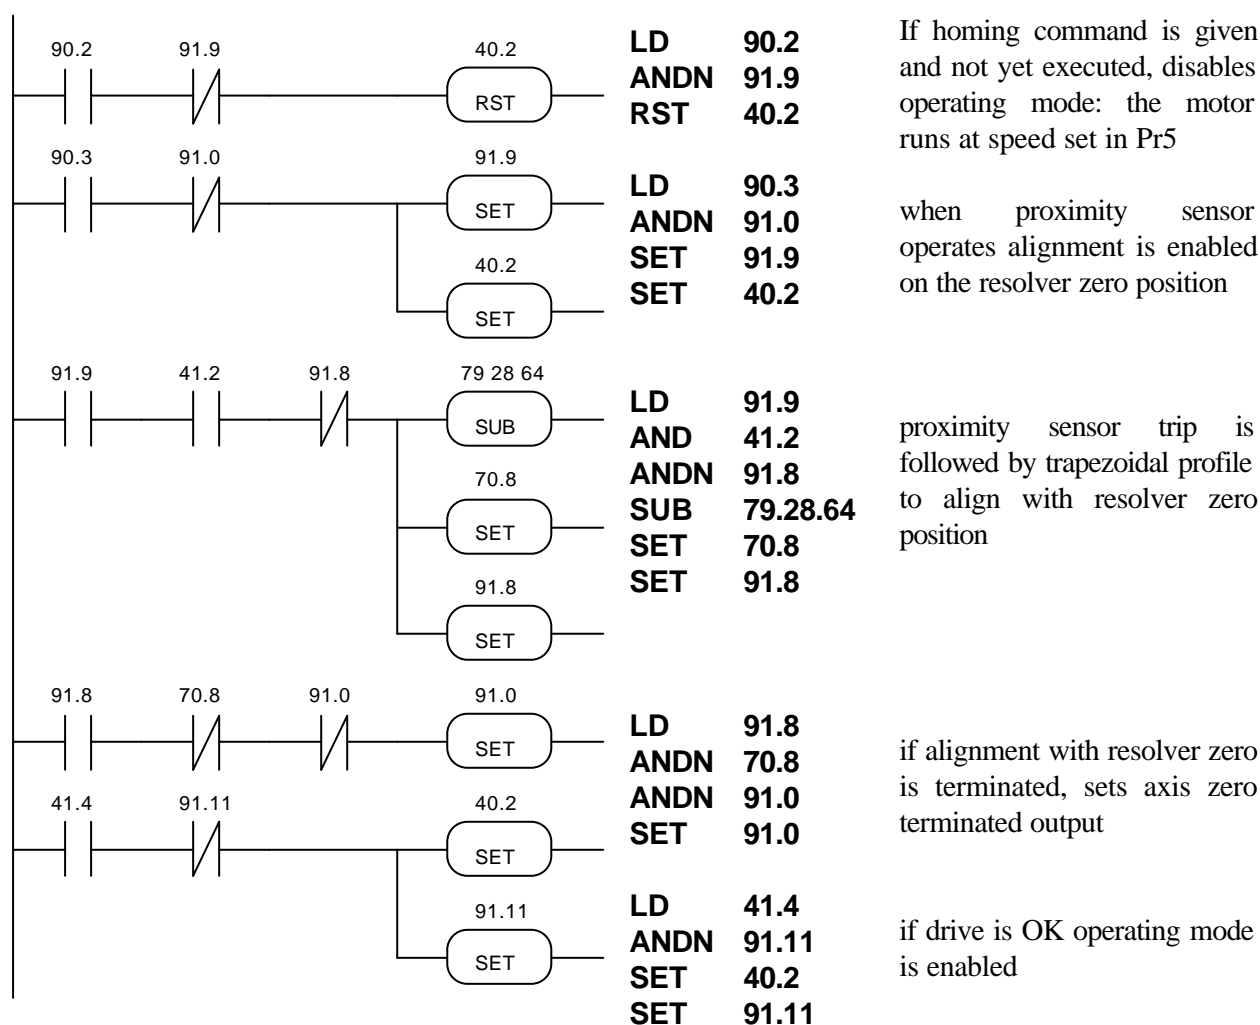 90.2 91.9 40.2
RST
90.3 91.0 91.9
SET
40.2
SET
91.9 41.2 91.8 79 28 64
SUB
70.8
SET
91.8
SET
91.8 70.8 91.0 91.0
SET
41.4 91.11 40.2
SET
91.11
SET
LD 90.2
ANDN 91.9
RST 40.2
LD 90.3
ANDN 91.0
SET 91.9
SET 40.2
LD 91.9
AND 41.2
ANDN 91.8
SUB 79.28.64
SET 70.8
SET 91.8
LD 91.8
ANDN 70.8
ANDN 91.0
SET 91.0
LD 41.4
ANDN 91.11
SET 40.2
SET 91.11
If homing command is given
and not yet executed, disables
operating mode: the motor
runs at speed set in Pr5
when proximity sensor
operates alignment is enabled
on the resolver zero position
proximity sensor trip is
followed by trapezoidal profile
to align with resolver zero
position
if alignment with resolver zero
is terminated, sets axis zero
terminated output
if drive is OK operating mode
is enabled